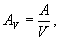 A_V = A/V,